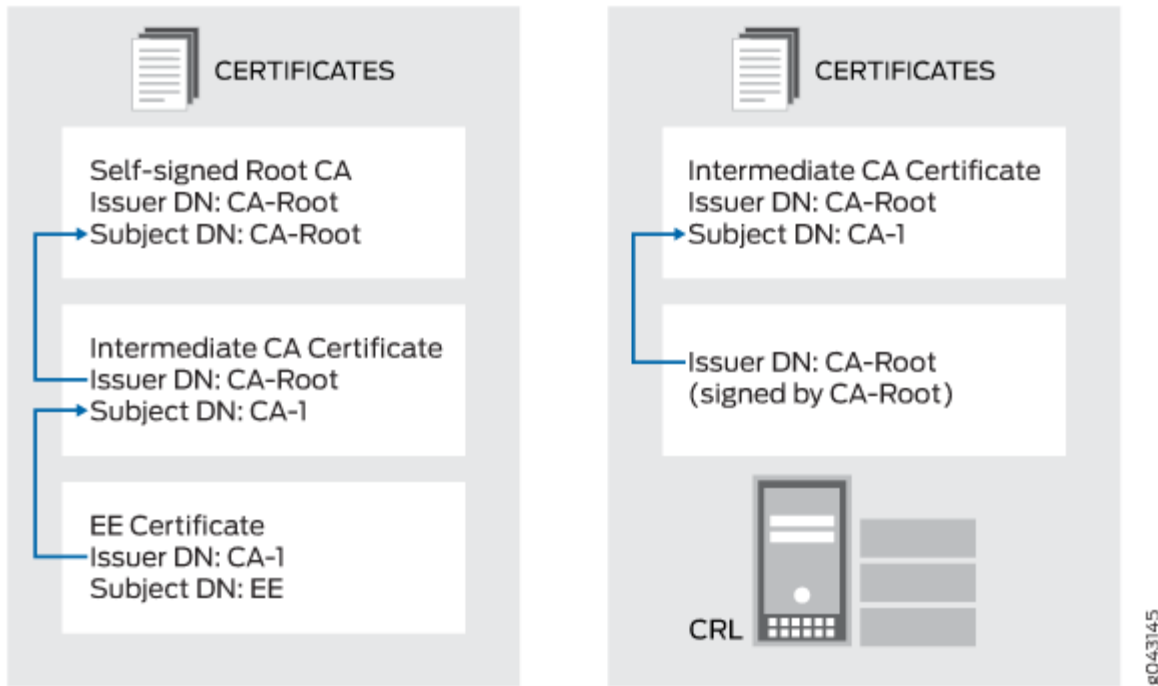 CERTIFICATES
Self-signed Root CA
Issuer DN: CA-Root
Subject DN: CA-Root
Intermediate CA Certificate
Issuer DN: CA-Root
Subject DN: CA-1
EE Certificate
Issuer DN: CA-1
Subject DN: EE
CERTIFICATES
Intermediate CA Certificate
Issuer DN: CA-Root
Subject DN: CA-1
Issuer DN: CA-Root
(signed by CA-Root)
CRL
g043145